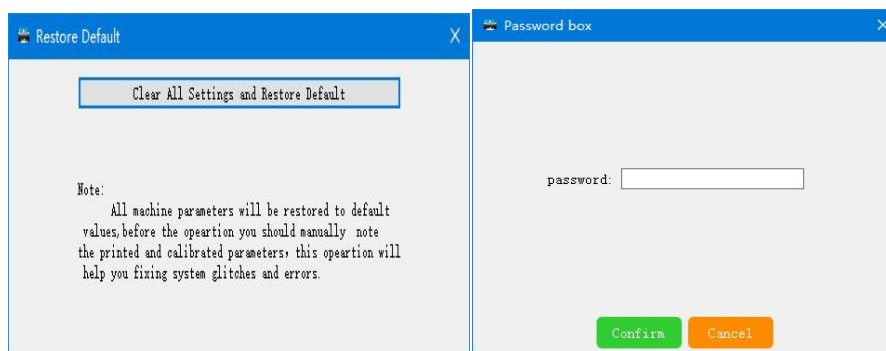 Restore Default
Clear All Settings and Restore Default
Note:
All machine parameters will be restored to default
values,before the opeartion you should manually note
the printed and calibrated parameters, this opeartion will
help you fixing system glitches and errors.
Password box
password:
Confirm
Cancel